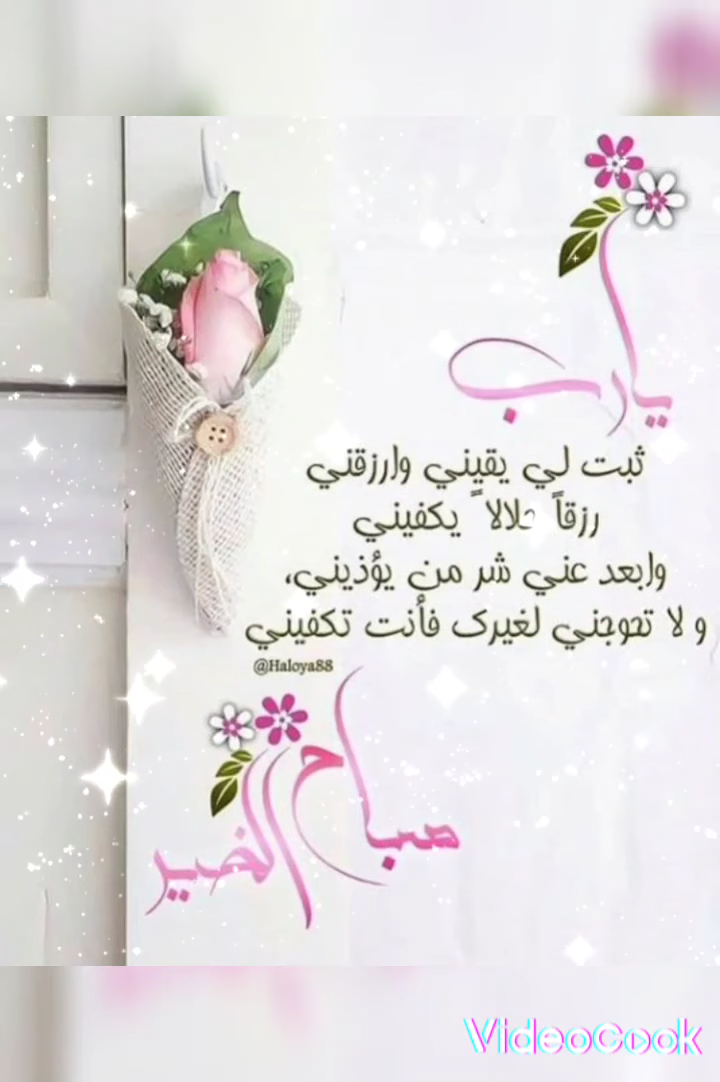 يارب
ثبت لي يقيني وارزقني
رزقاً حلالاً يكفيني
وابعد عني شر من يؤذيني،
و لا تحوجني لغيرك فأنت تكفيني
@Haloya88
صباح الخير
VideoCook